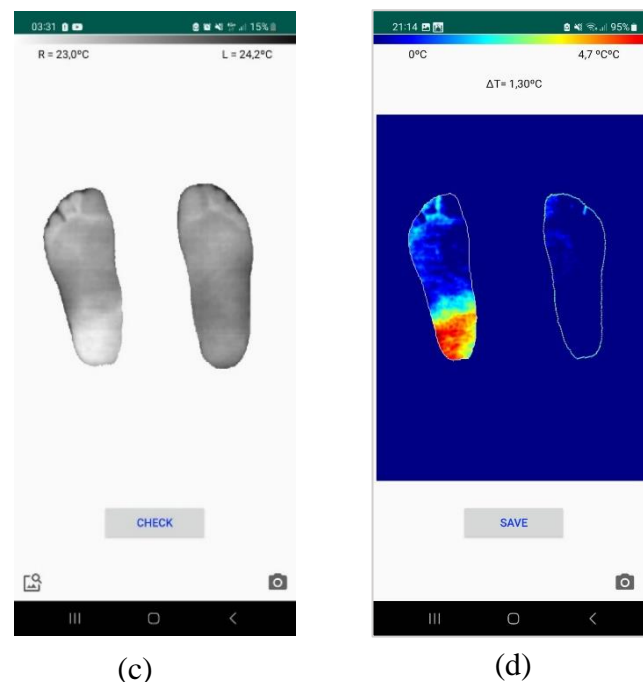 03:31 15%
R = 23,0ºC L = 24,2ºC
CHECK
(c)
21:14 95%
0ºC 4,7 ºCºC
ΔT= 1,30ºC
SAVE
(d)